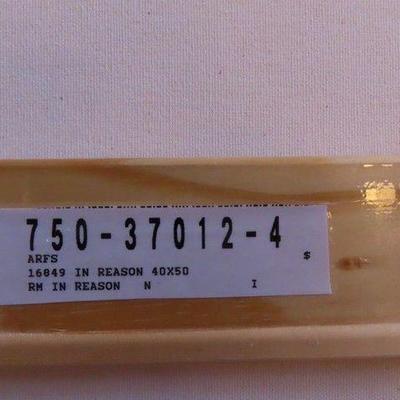 750-37012-4
ARFS $
16849 IN REASON 40X50
RM IN REASON N I